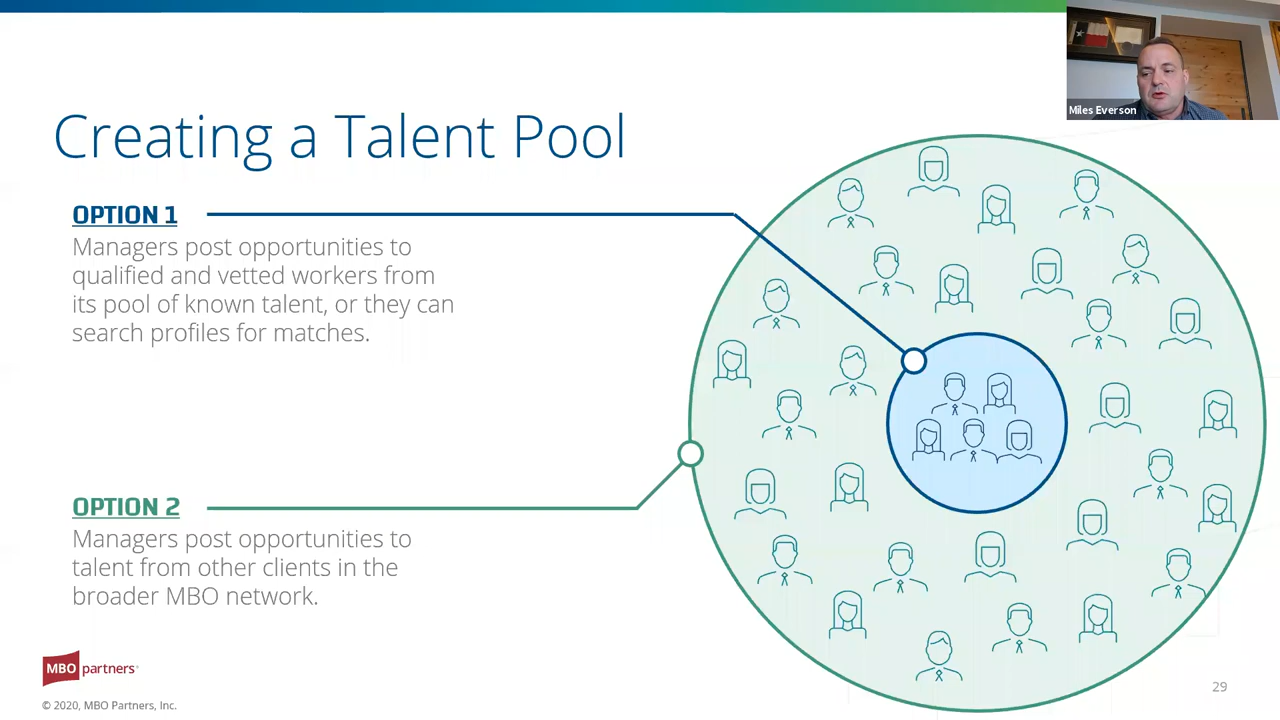 Miles Everson
Creating a Talent Pool
OPTION 1
Managers post opportunities to
qualified and vetted workers from
its pool of known talent, or they can
search profiles for matches.
OPTION 2
Managers post opportunities to
talent from other clients in the
broader MBO network.
MBO partners
© 2020, MBO Partners, Inc.
29